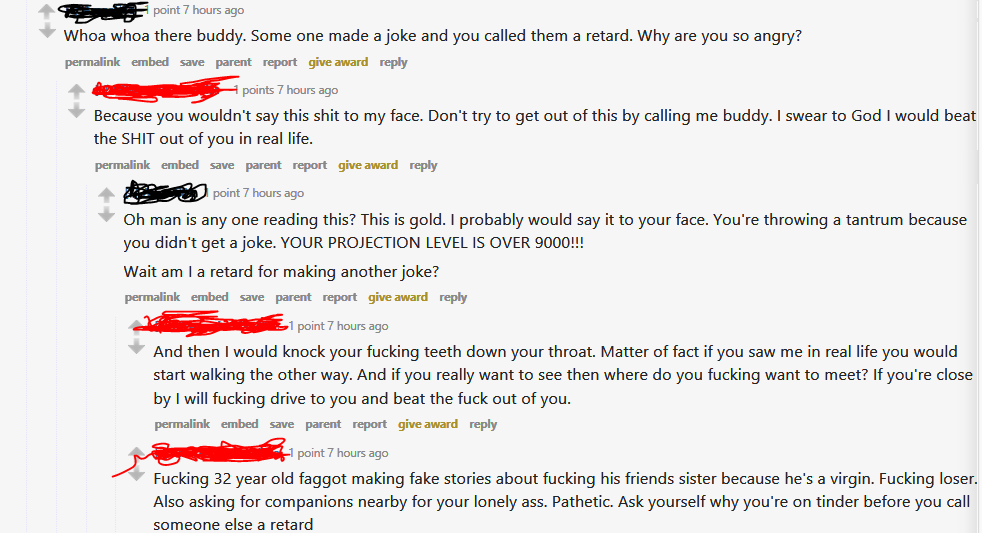 1 point 7 hours ago
Whoa whoa there buddy. Some one made a joke and you called them a retard. Why are you so angry?
permalink embed save parent report give award reply
1 points 7 hours ago
Because you wouldn't say this shit to my face. Don't try to get out of this by calling me buddy. I swear to God I would beat
the SHIT out of you in real life.
permalink embed save parent report give award reply
point 7 hours ago
Oh man is any one reading this? This is gold. I probably would say it to your face. You're throwing a tantrum because
you didn't get a joke. YOUR PROJECTION LEVEL IS OVER 9000!!!
Wait am I a retard for making another joke?
permalink embed save parent report give award reply
1 point 7 hours ago
And then I would knock your fucking teeth down your throat. Matter of fact if you saw me in real life you would
start walking the other way. And if you really want to see then where do you fucking want to meet? If you're close
by I will fucking drive to you and beat the fuck out of you.
permalink embed save parent report give award reply
1 point 7 hours ago
Fucking 32 year old faggot making fake stories about fucking his friends sister because he's a virgin. Fucking loser.
Also asking for companions nearby for your lonely ass. Pathetic. Ask yourself why you're on tinder before you call
someone else a retard